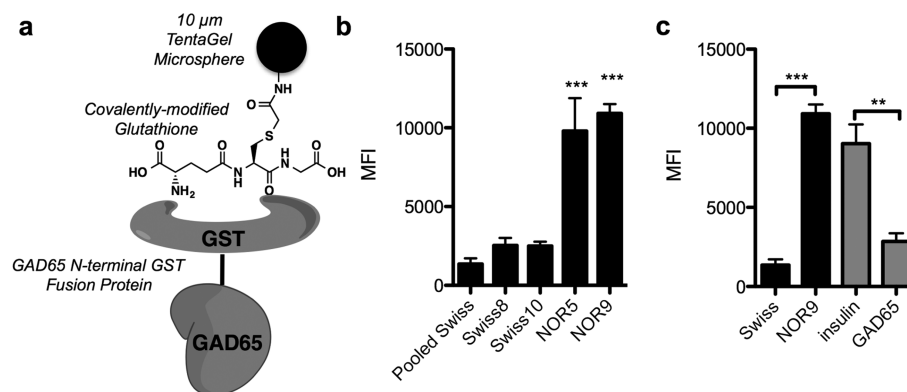 a
10 µm
TentaGel
Microsphere
NH
O
Covalently-modified
Glutathione
S
O
O
H
N
O
HO
N
H
OH
NH2
O
GST
GAD65 N-terminal GST
Fusion Protein
GAD65
b
15000
10000
5000
0
MFI
***
***
Pooled Swiss
Swiss8
Swiss10
NOR5
NOR9
c
15000
10000
5000
0
MFI
***
**
Swiss
NOR9
insulin
GAD65